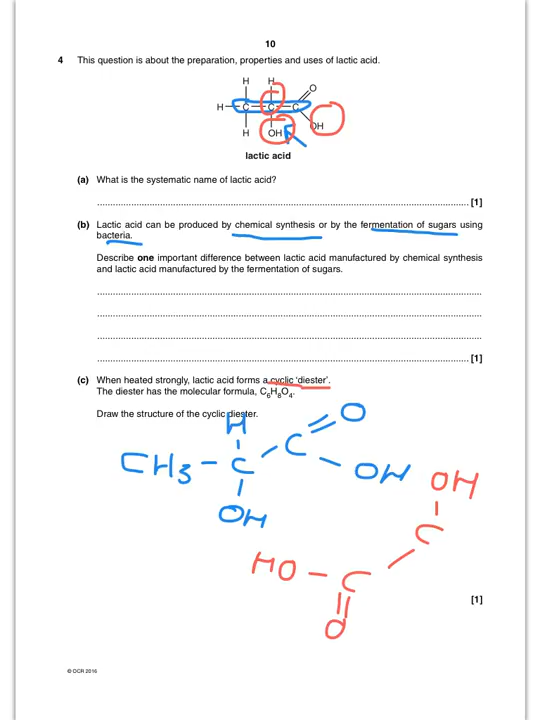 10
4 This question is about the preparation, properties and uses of lactic acid.
H H O
H C C C
H OH OH
lactic acid
(a) What is the systematic name of lactic acid?
[1]
(b) Lactic acid can be produced by chemical synthesis or by the fermentation of sugars using
bacteria.
Describe one important difference between lactic acid manufactured by chemical synthesis
and lactic acid manufactured by the fermentation of sugars.
[1]
(c) When heated strongly, lactic acid forms a cyclic 'diester'.
The diester has the molecular formula, C₆H₈O₄.
Draw the structure of the cyclic diester.
H C O
CH3 - C OH
OH
OH
C
HO - C
O
[1]
© OCR 2016